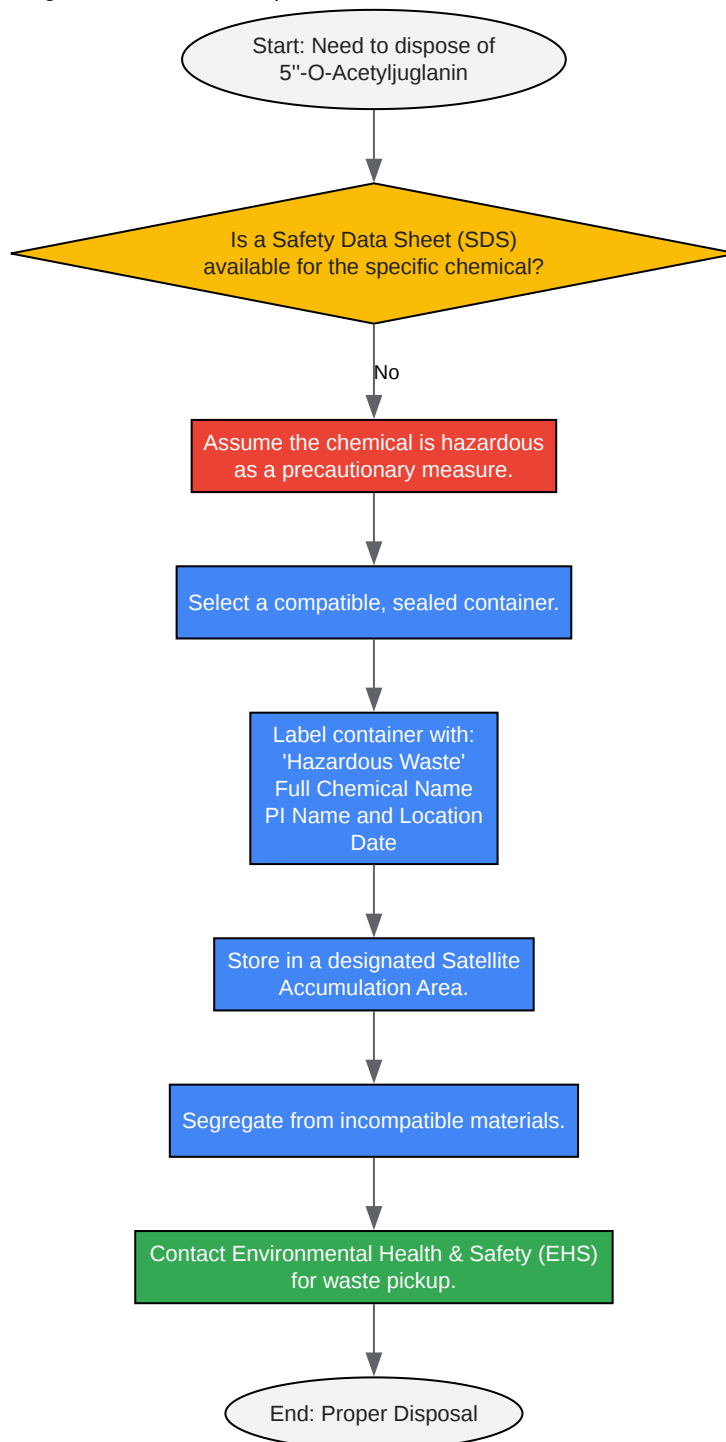 Start: Need to dispose of
5"-O-Acetyljuglanin
Is a Safety Data Sheet (SDS)
available for the specific chemical?
No
Assume the chemical is hazardous
as a precautionary measure.
Select a compatible, sealed container.
Label container with:
'Hazardous Waste'
Full Chemical Name
PI Name and Location
Date
Store in a designated Satellite
Accumulation Area.
Segregate from incompatible materials.
Contact Environmental Health & Safety (EHS)
for waste pickup.
End: Proper Disposal